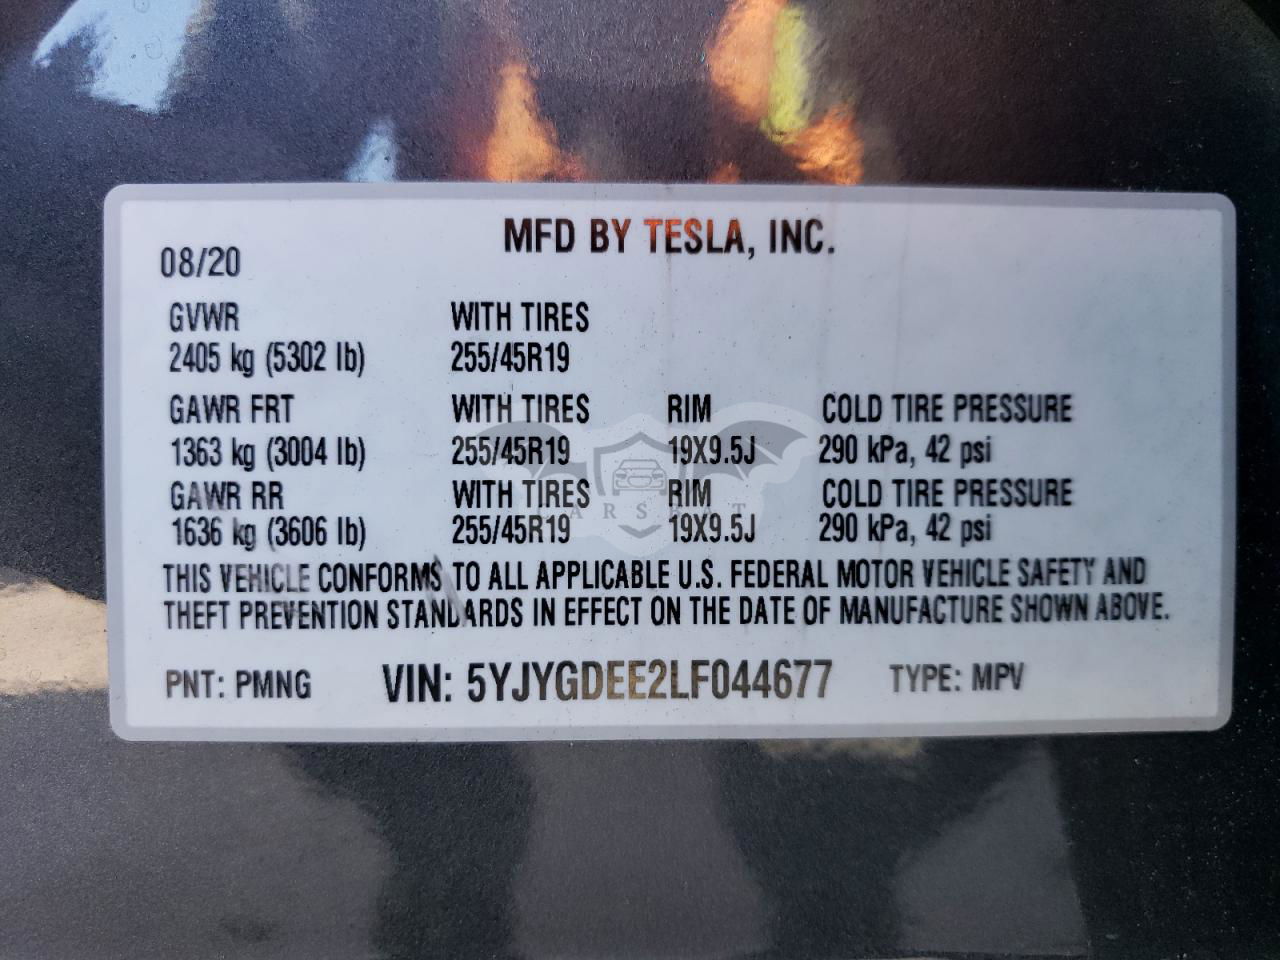 MFD BY TESLA, INC.
08/20
GVWR WITH TIRES
2405 kg (5302 lb) 255/45R19
GAWR FRT WITH TIRES RIM COLD TIRE PRESSURE
1363 kg (3004 lb) 255/45R19 19X9.5J 290 kPa, 42 psi
GAWR RR WITH TIRES RIM COLD TIRE PRESSURE
CARSBAT
1636 kg (3606 lb) 255/45R19 19X9.5J 290 kPa, 42 psi
THIS VEHICLE CONFORMS TO ALL APPLICABLE U.S. FEDERAL MOTOR VEHICLE SAFETY AND
THEFT PREVENTION STANDARDS IN EFFECT ON THE DATE OF MANUFACTURE SHOWN ABOVE.
PNT: PMNG VIN: 5YJYGDEE2LF044677 TYPE: MPV